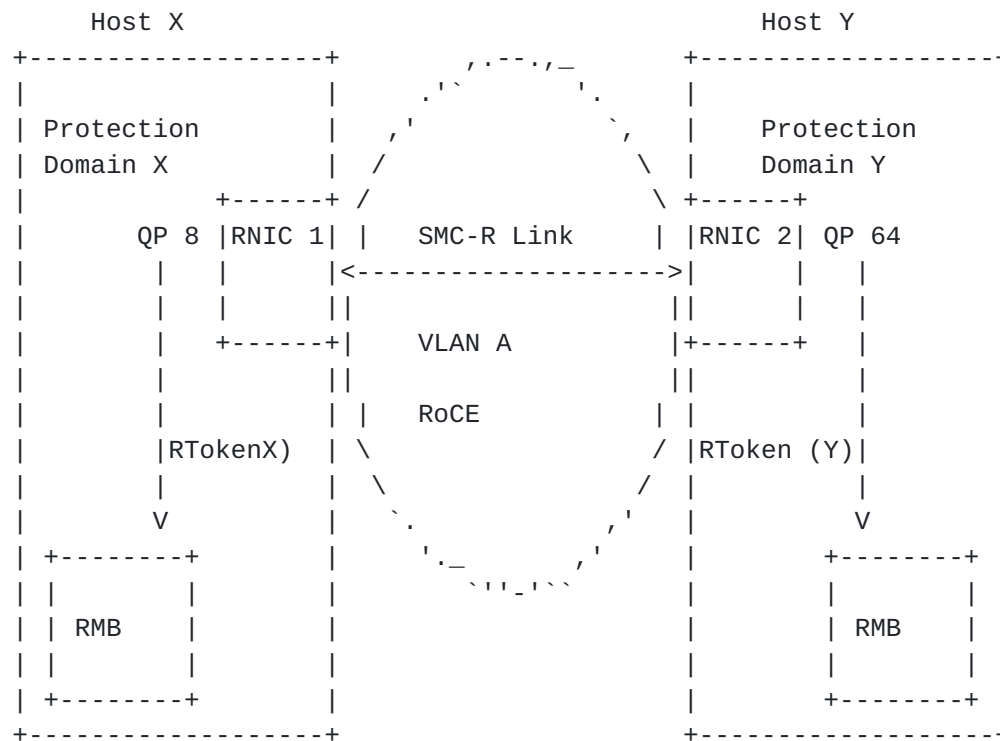 Host X Host Y
Protection Protection
Domain X Domain Y
QP 8 RNIC 1 SMC-R Link RNIC 2 QP 64
VLAN A
RoCE
RTokenX) RToken (Y)
RMB RMB